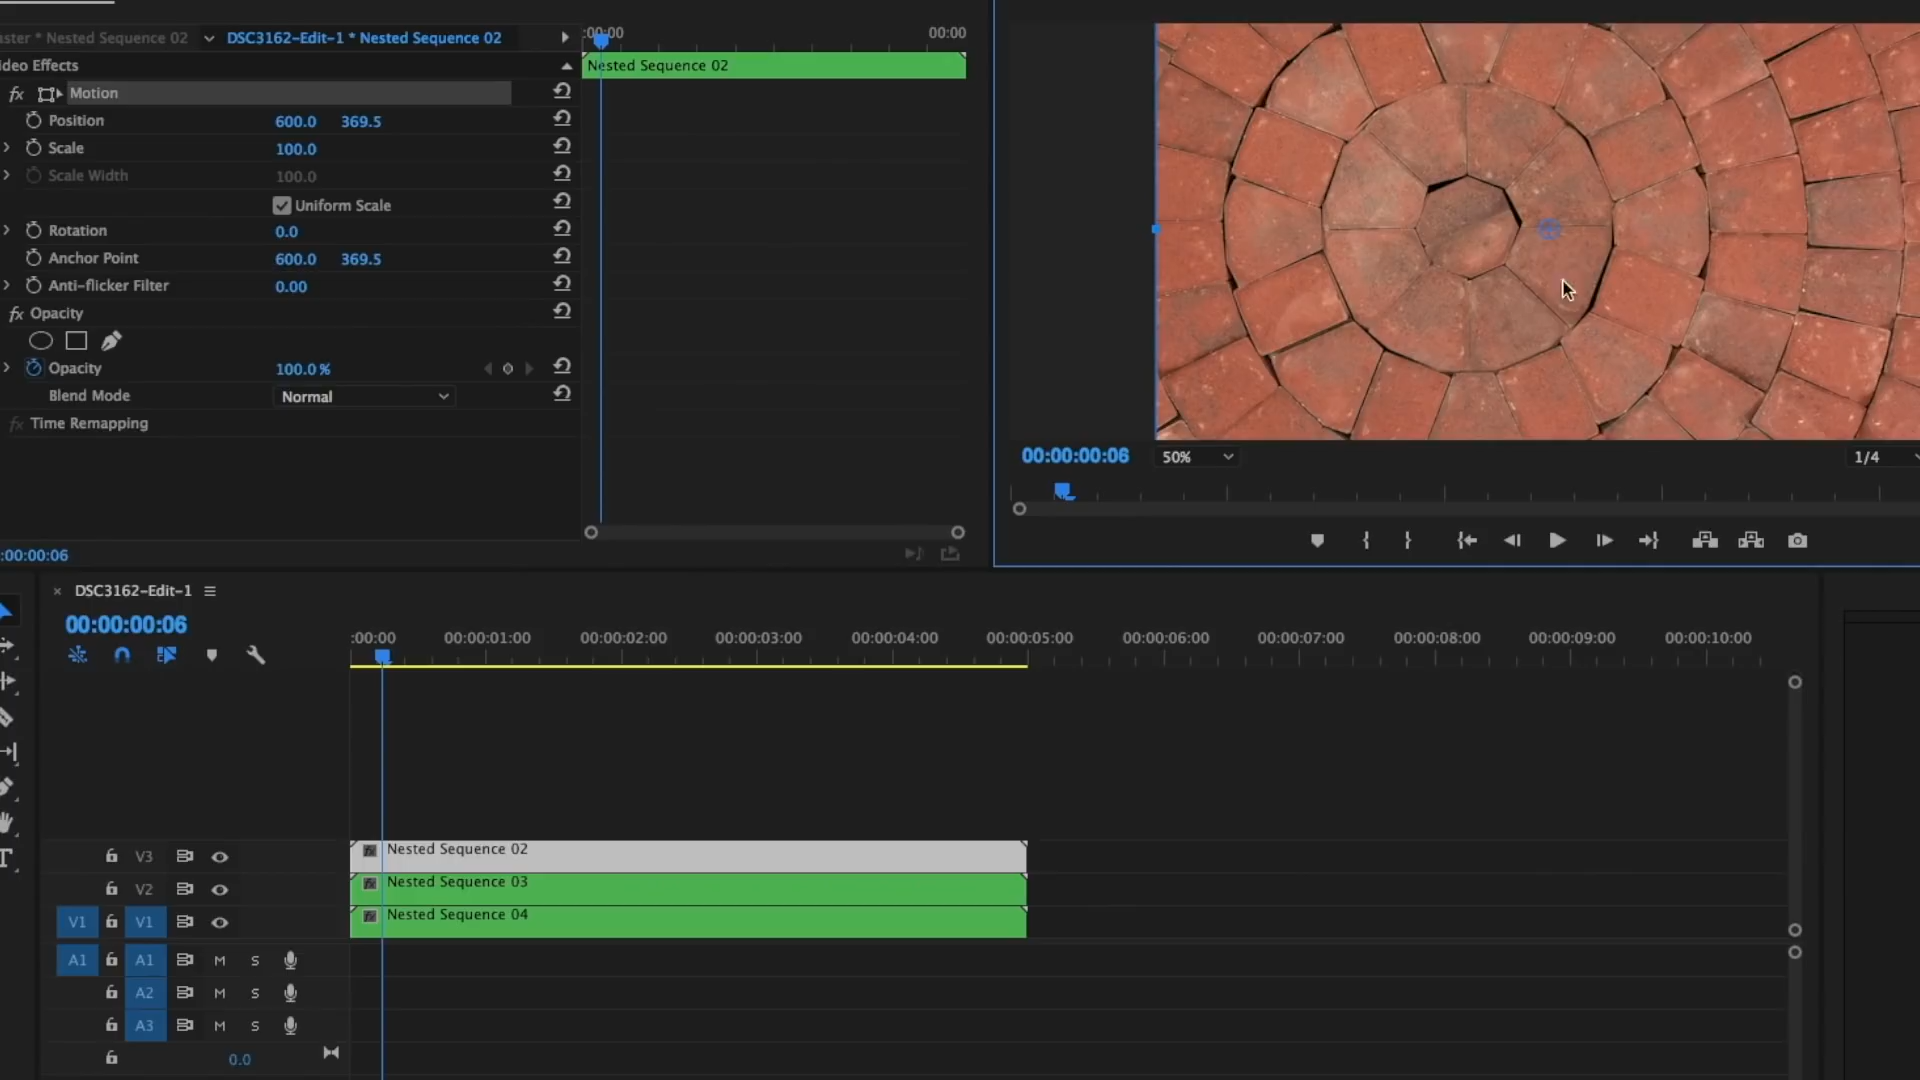 aster * Nested Sequence 02 DSC3162-Edit-1 * Nested Sequence 02
ideo Effects
fx Motion
Position 600.0 369.5
Scale 100.0
Scale Width 100.0
Uniform Scale
Rotation 0.0
Anchor Point 600.0 369.5
Anti-flicker Filter 0.00
fx Opacity
Opacity 100.0 %
Blend Mode Normal
fx Time Remapping
:00:00 00:00
Nested Sequence 02
:00:00:06
00:00:00:06 50% 1/4
DSC3162-Edit-1
00:00:00:06
:00:00 00:00:01:00 00:00:02:00 00:00:03:00 00:00:04:00 00:00:05:00 00:00:06:00 00:00:07:00 00:00:08:00 00:00:09:00 00:00:10:00
V3 fx Nested Sequence 02
V2 fx Nested Sequence 03
V1 V1 fx Nested Sequence 04
A1 A1 M S
A2 M S
A3 M S
0.0